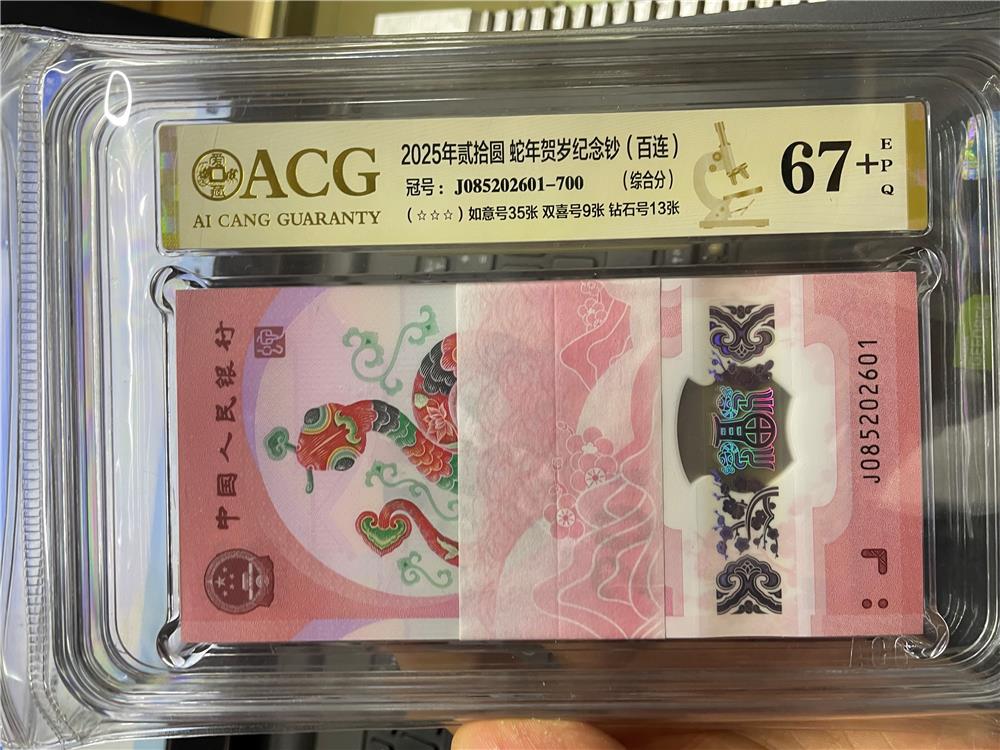 ACG
AI CANG GUARANTY
2025年贰拾圆 蛇年贺岁纪念钞（百连）
冠号：J085202601-700 （综合分）
（☆☆☆）如意号35张 双喜号9张 钻石号13张
67+
EPQ
中国人民银行
J085202601